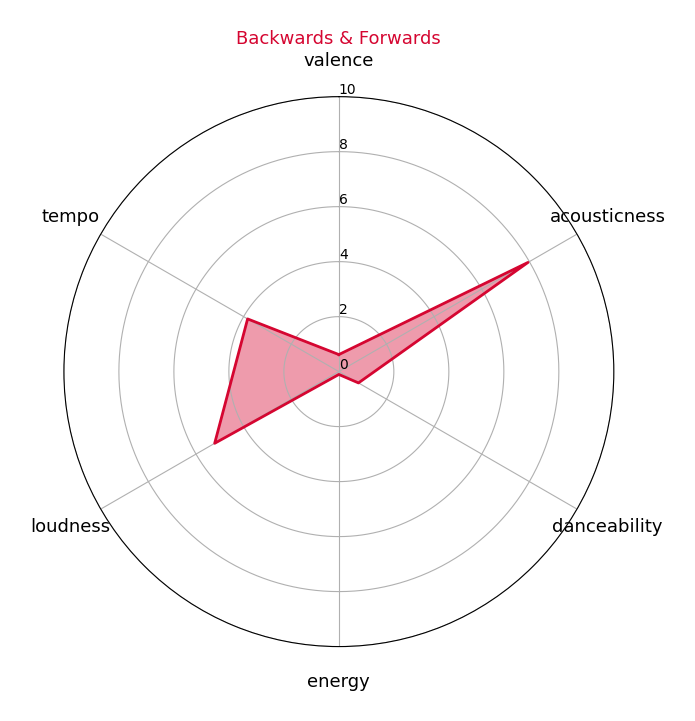 Backwards & Forwards
valence
10
8
6
4
2
0
tempo
acousticness
loudness
danceability
energy